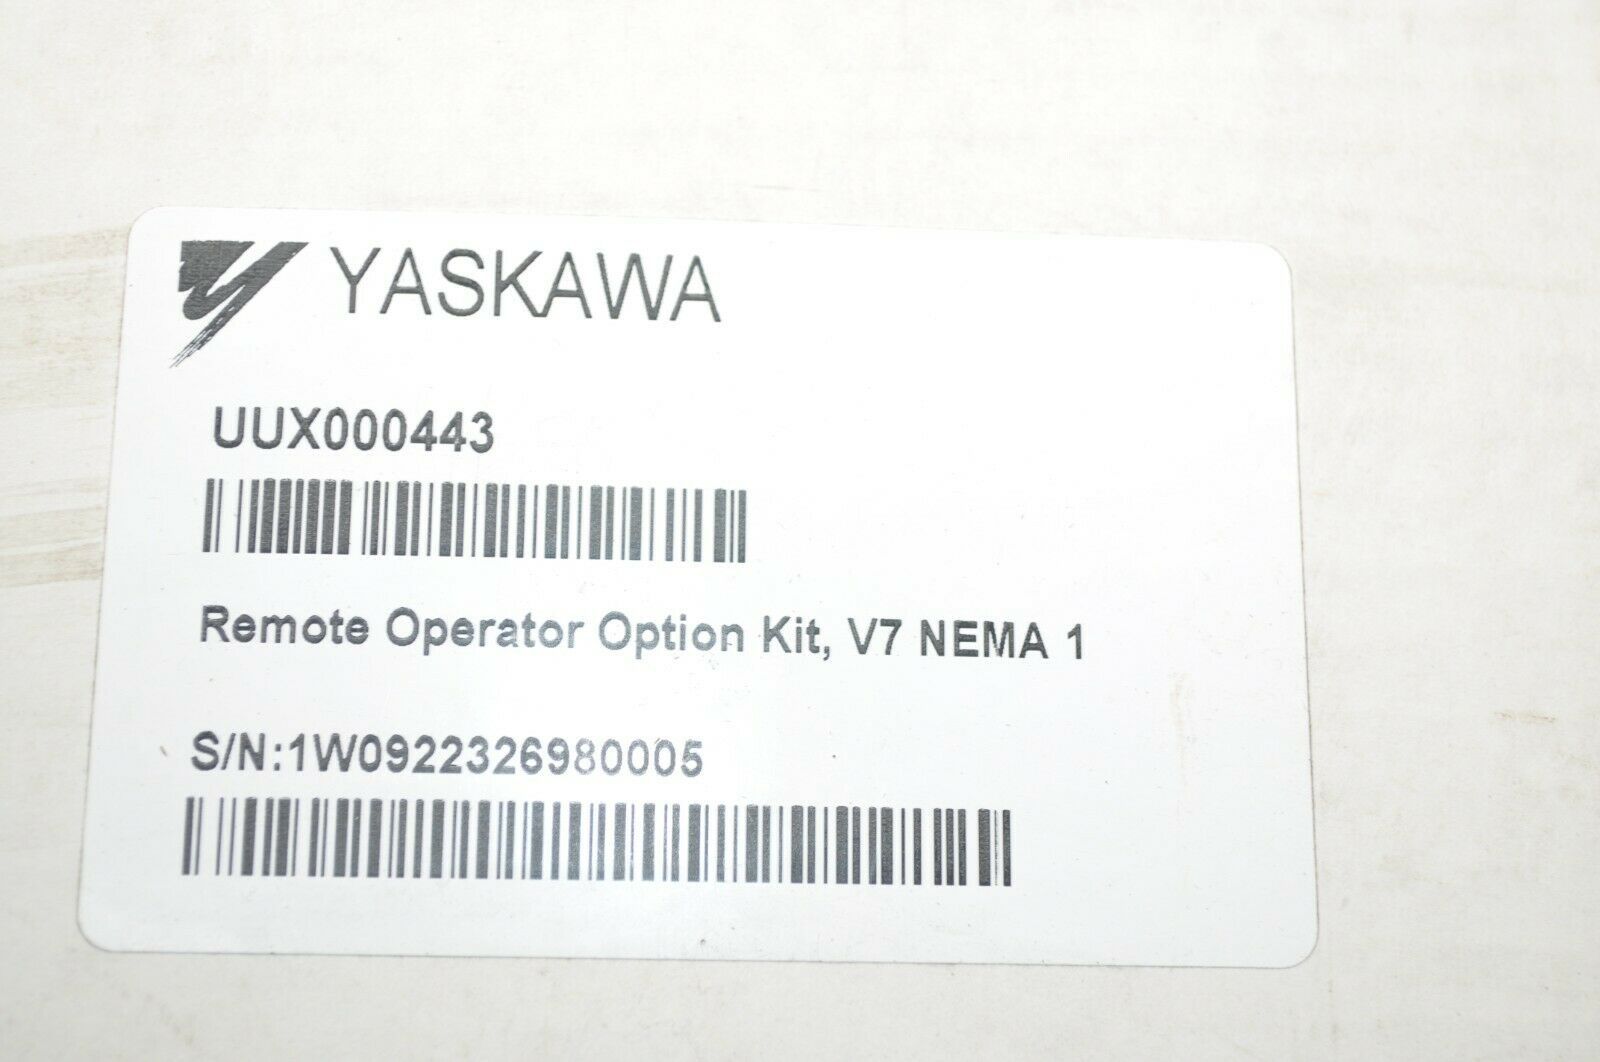 YASKAWA
UUX000443
Remote Operator Option Kit, V7 NEMA 1
S/N:1W0922326980005